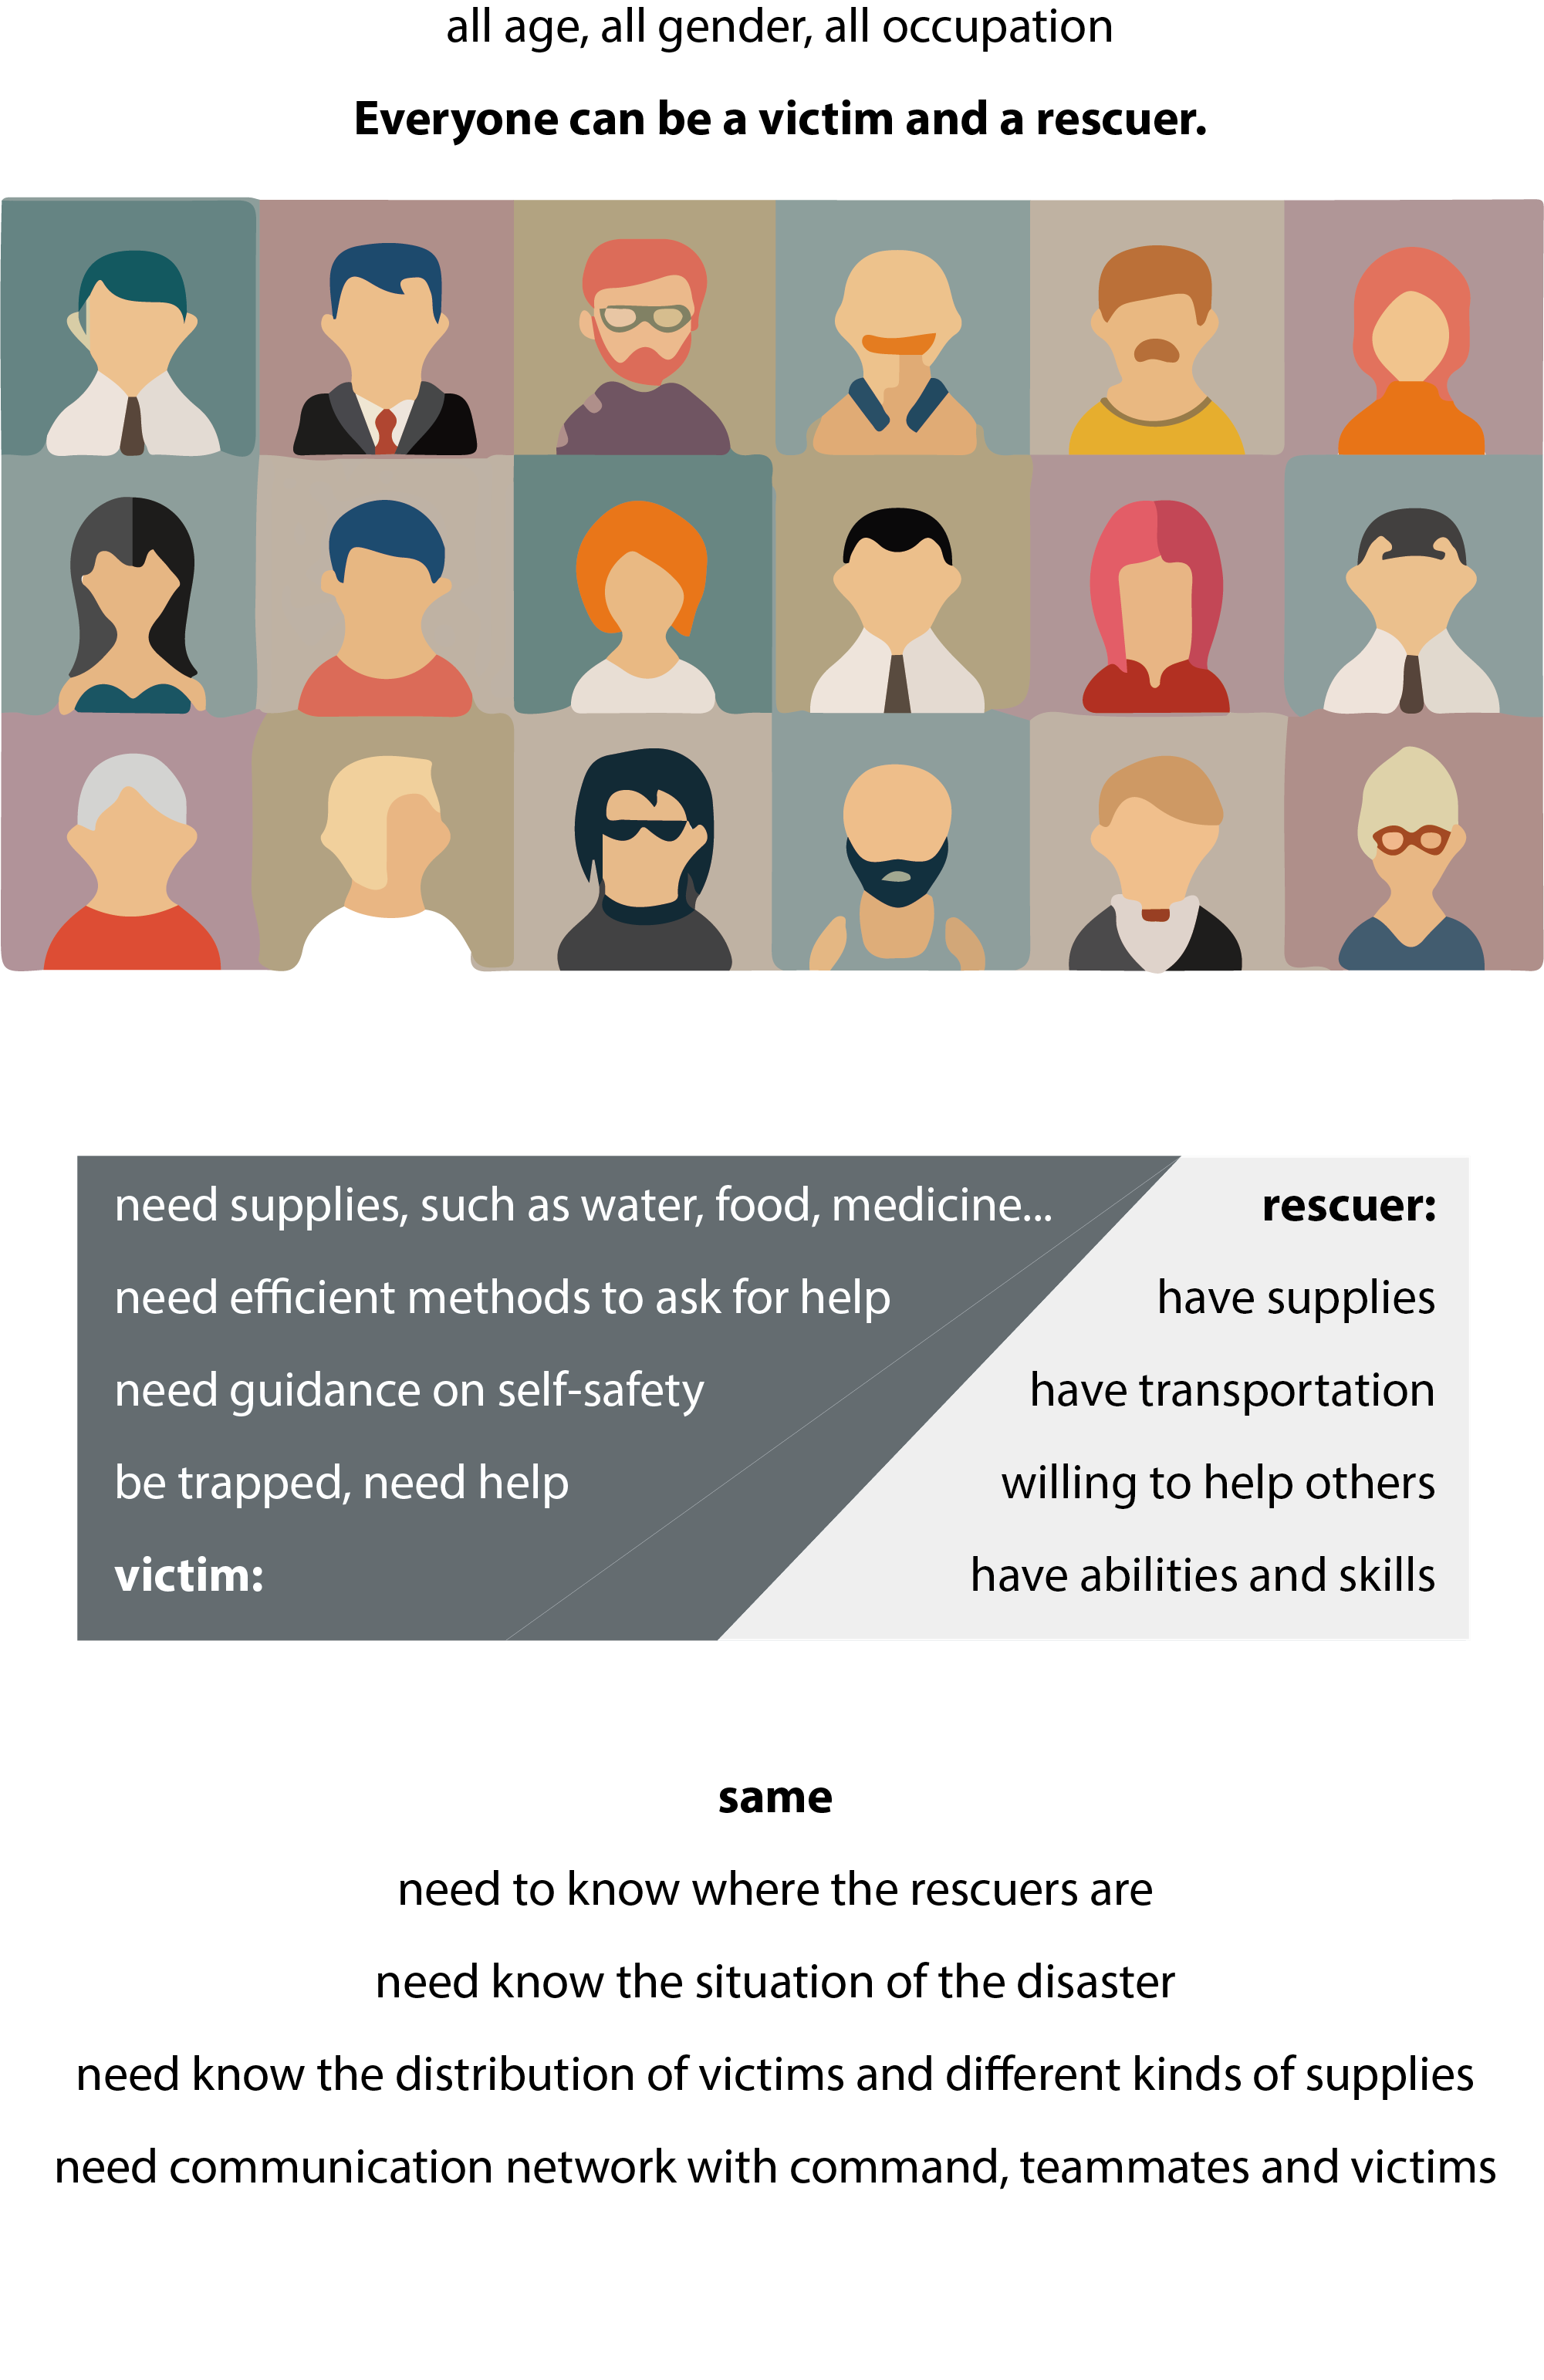 all age, all gender, all occupation
Everyone can be a victim and a rescuer.
need supplies, such as water, food, medicine...
need efficient methods to ask for help
need guidance on self-safety
be trapped, need help
victim:
rescuer:
have supplies
have transportation
willing to help others
have abilities and skills
same
need to know where the rescuers are
need know the situation of the disaster
need know the distribution of victims and different kinds of supplies
need communication network with command, teammates and victims